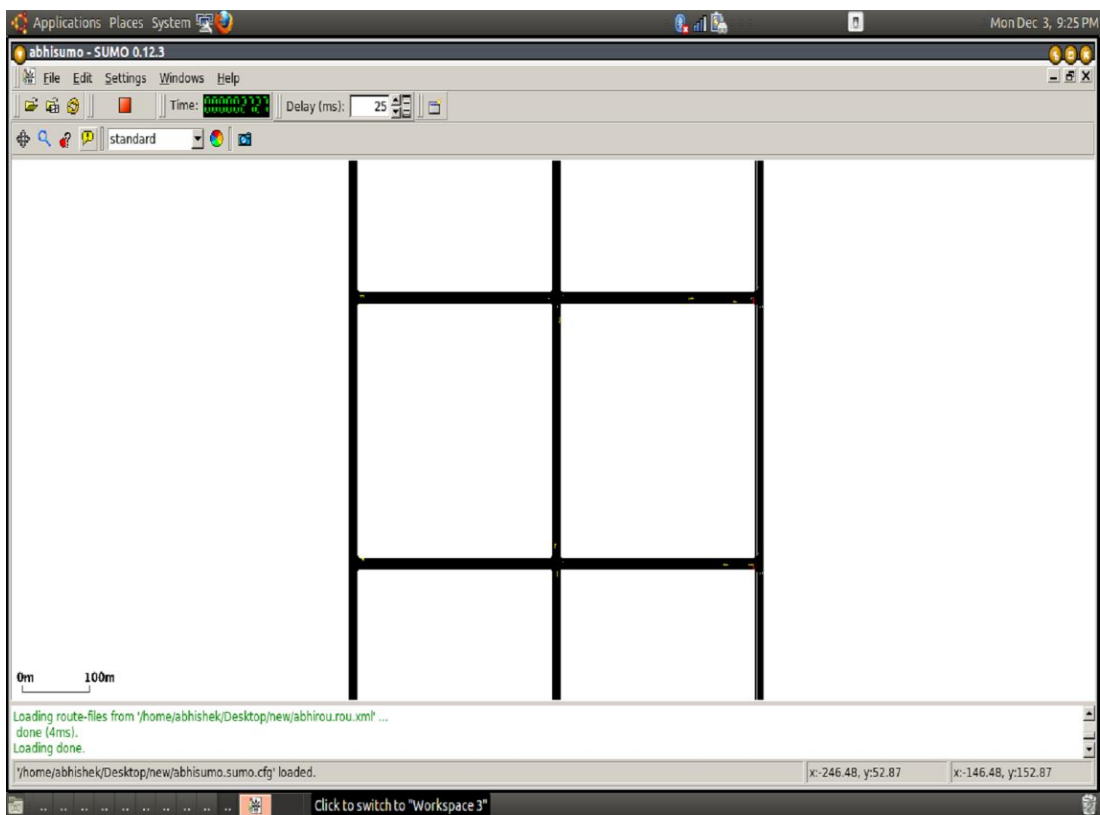 Applications Places System Mon Dec 3, 9:25 PM
abhisumo - SUMO 0.12.3
File Edit Settings Windows Help
Time: Delay (ms): 25
standard
0m 100m
Loading route-files from '/home/abhishek/Desktop/new/abhirou.rou.xml' ...
done (4ms).
Loading done.
'/home/abhishek/Desktop/new/abhisumo.sumo.cfg' loaded. x:-246.48, y:52.87 x:-146.48, y:152.87
.. .. .. .. .. .. .. .. .. Click to switch to "Workspace 3"